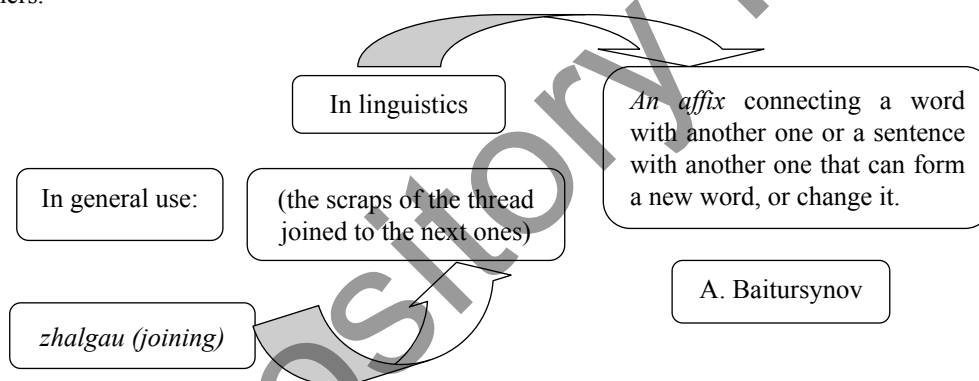 In linguistics
An affix connecting a word
with another one or a sentence
with another one that can form
a new word, or change it.
In general use:
(the scraps of the thread
joined to the next ones)
A. Baitursynov
zhalgau (joining)